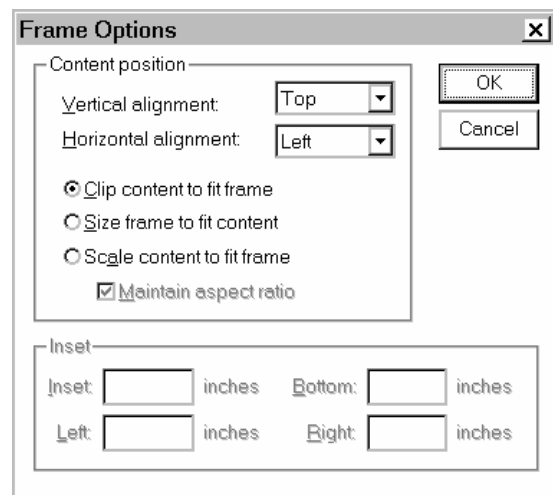 Frame Options
Content position
Vertical alignment: Top
Horizontal alignment: Left
Clip content to fit frame
Size frame to fit content
Scale content to fit frame
Maintain aspect ratio
OK
Cancel
Inset
Inset: inches Bottom: inches
Left: inches Right: inches